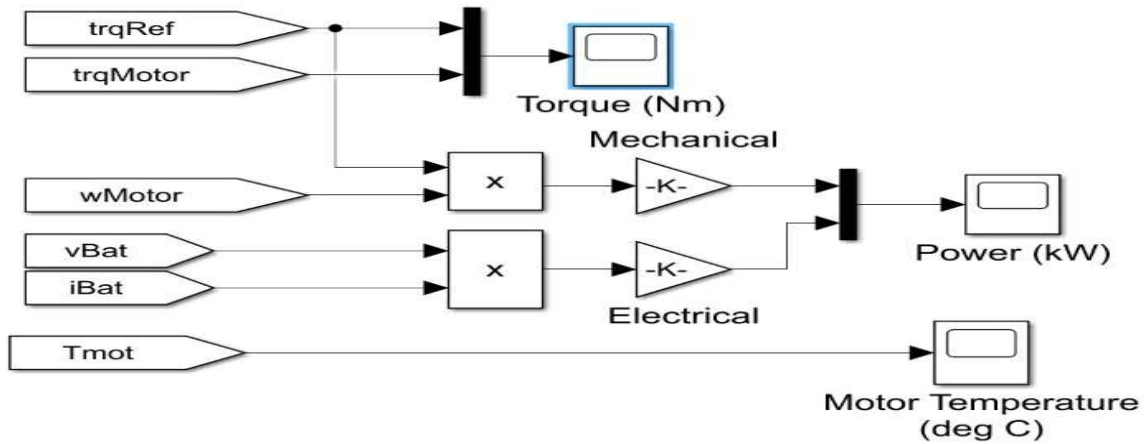 trqRef
trqMotor
Torque (Nm)
Mechanical
wMotor
x
-K-
vBat
iBat
x
-K-
Power (kW)
Electrical
Tmot
Motor Temperature
(deg C)